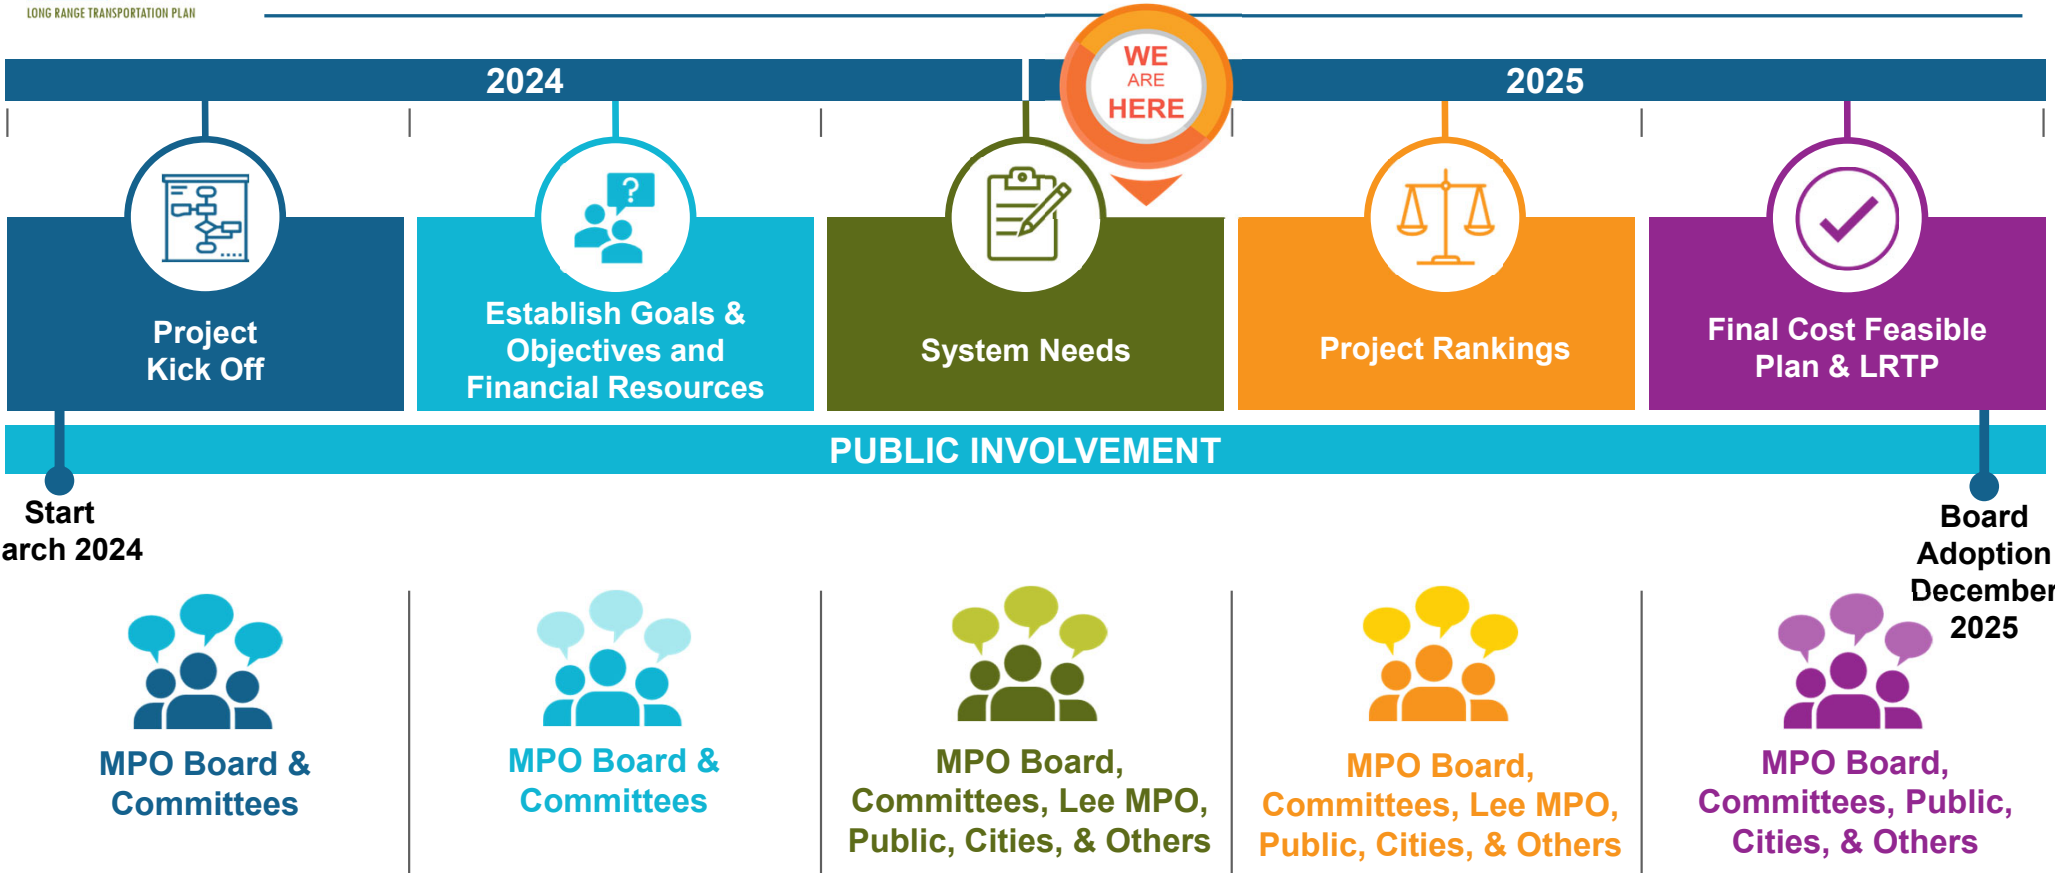 LONG RANGE TRANSPORTATION PLAN
2024
WE
ARE
HERE
2025
?
Project
Kick Off
Establish Goals &
Objectives and
Financial Resources
System Needs
Project Rankings
Final Cost Feasible
Plan & LRTP
PUBLIC INVOLVEMENT
Start
arch 2024
Board
Adoption
December
2025
MPO Board &
Committees
MPO Board &
Committees
MPO Board,
Committees, Lee MPO,
Public, Cities, & Others
MPO Board,
Committees, Lee MPO,
Public, Cities, & Others
MPO Board,
Committees, Public,
Cities, & Others